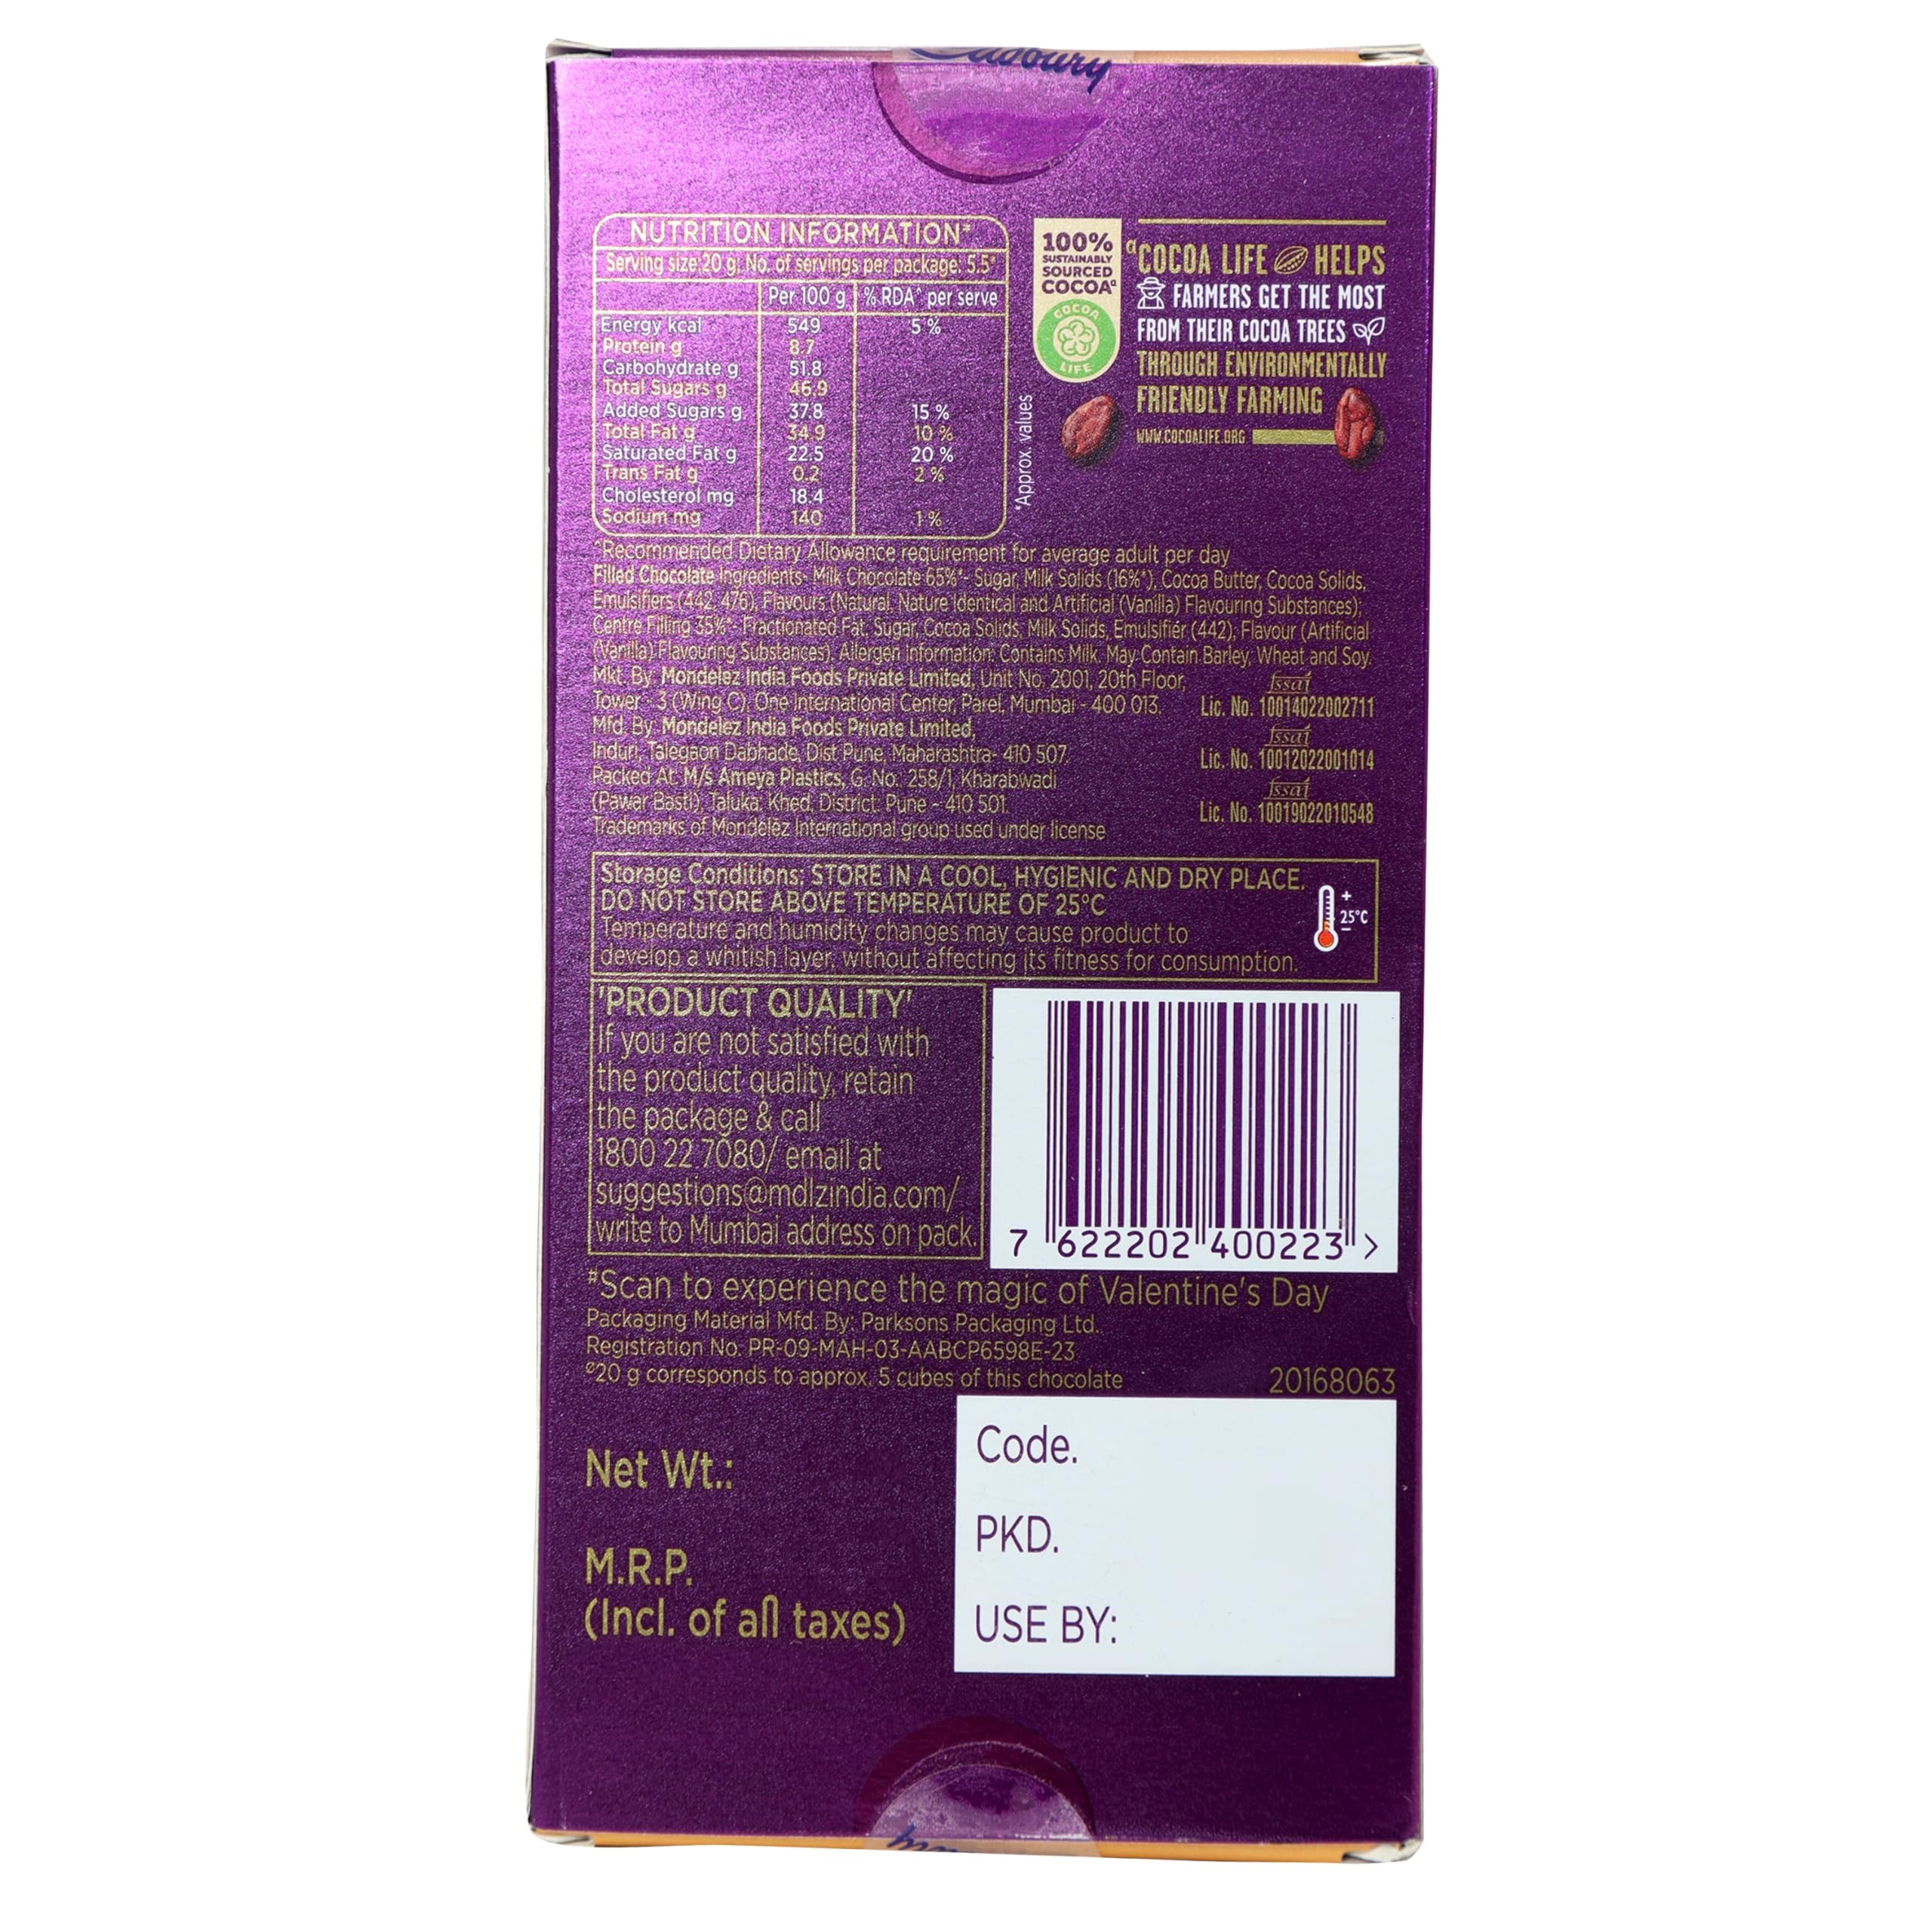 Cadbury
NUTRITION INFORMATION*
Serving size:20 g; No. of servings per package: 5.5*
Per 100 g % RDA^ per serve
Energy kcal 549 5 %
Protein g 8.7
Carbohydrate g 51.8
Total Sugars g 46.9
Added Sugars g 37.8 15 %
Total Fat g 34.9 10 %
Saturated Fat g 22.5 20 %
Trans Fat g 0.2 2 %
Cholesterol mg 18.4
Sodium mg 140 1 %
*Approx. values
100%
SUSTAINABLY
SOURCED
COCOAα
COCOA
LIFE
αCOCOA LIFE HELPS
FARMERS GET THE MOST
FROM THEIR COCOA TREES
THROUGH ENVIRONMENTALLY
FRIENDLY FARMING
WWW.COCOALIFE.ORG
^Recommended Dietary Allowance requirement for average adult per day
Filled Chocolate Ingredients- Milk Chocolate 65%*- Sugar, Milk Solids (16%*), Cocoa Butter, Cocoa Solids,
Emulsifiers (442, 476), Flavours (Natural, Nature Identical and Artificial (Vanilla) Flavouring Substances);
Centre Filling 35%*- Fractionated Fat, Sugar, Cocoa Solids, Milk Solids, Emulsifier (442), Flavour (Artificial
(Vanilla) Flavouring Substances). Allergen Information: Contains Milk. May Contain Barley, Wheat and Soy.
Mkt. By: Mondelez India Foods Private Limited, Unit No. 2001, 20th Floor,
Tower - 3 (Wing C), One International Center, Parel, Mumbai - 400 013.
fssai
Lic. No. 10014022002711
Mfd. By: Mondelez India Foods Private Limited,
Induri, Talegaon Dabhade, Dist Pune, Maharashtra- 410 507.
fssai
Lic. No. 10012022001014
Packed At: M/s Ameya Plastics, G. No. 258/1, Kharabwadi
(Pawar Basti), Taluka: Khed, District: Pune - 410 501.
fssai
Lic. No. 10019022010548
Trademarks of Mondelēz International group used under license
Storage Conditions: STORE IN A COOL, HYGIENIC AND DRY PLACE.
DO NOT STORE ABOVE TEMPERATURE OF 25°C
Temperature and humidity changes may cause product to
develop a whitish layer, without affecting its fitness for consumption.
+
25°C
-
'PRODUCT QUALITY'
If you are not satisfied with
the product quality, retain
the package & call
1800 22 7080/ email at
suggestions@mdlzindia.com/
write to Mumbai address on pack.
7 622202 400223 >
#Scan to experience the magic of Valentine's Day
Packaging Material Mfd. By: Parksons Packaging Ltd.
Registration No: PR-09-MAH-03-AABCP6598E-23
ø20 g corresponds to approx. 5 cubes of this chocolate
20168063
Net Wt.:
M.R.P.
(Incl. of all taxes)
Code.
PKD.
USE BY: